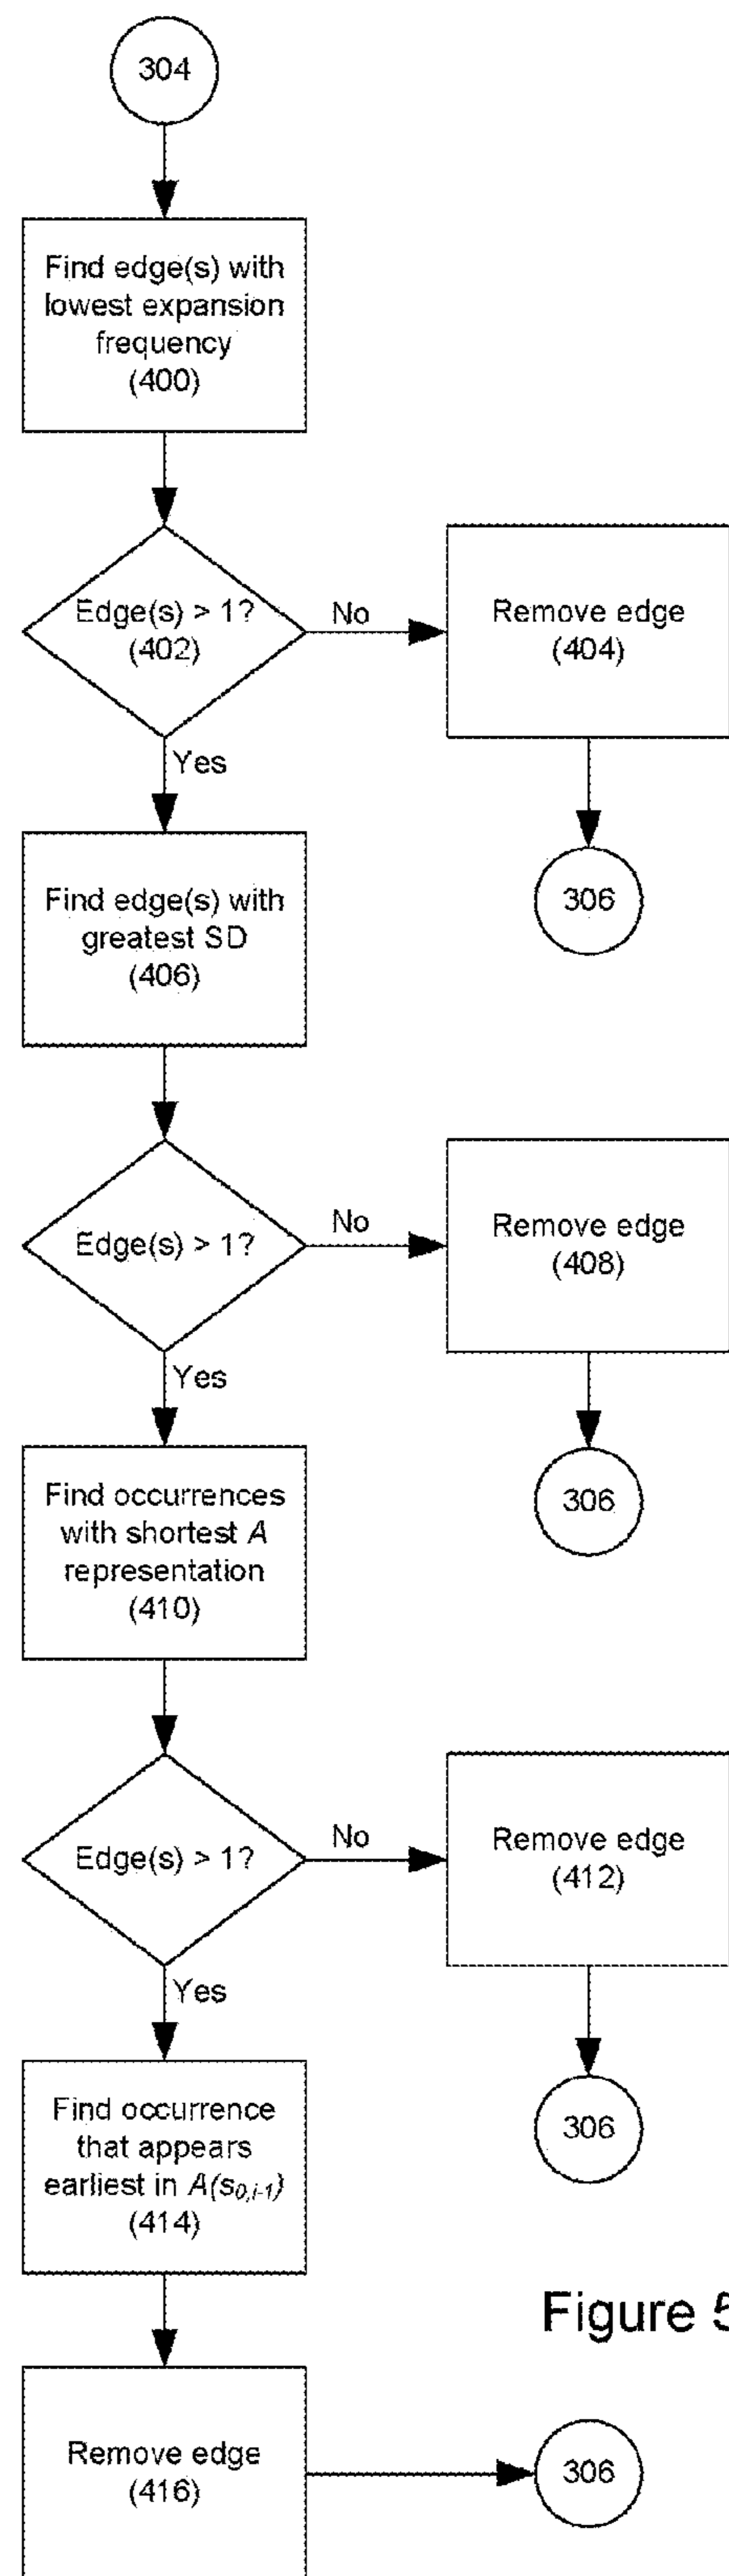 304
Find edge(s) with
lowest expansion
frequency
(400)
Edge(s) > 1?
(402)
No
Remove edge
(404)
Yes
306
Find edge(s) with
greatest SD
(406)
Edge(s) > 1?
No
Remove edge
(408)
Yes
306
Find occurrences
with shortest A
representation
(410)
Edge(s) > 1?
No
Remove edge
(412)
Yes
306
Find occurrence
that appears
earliest in A(s0,i-1)
(414)
Figure 5
Remove edge
(416)
306